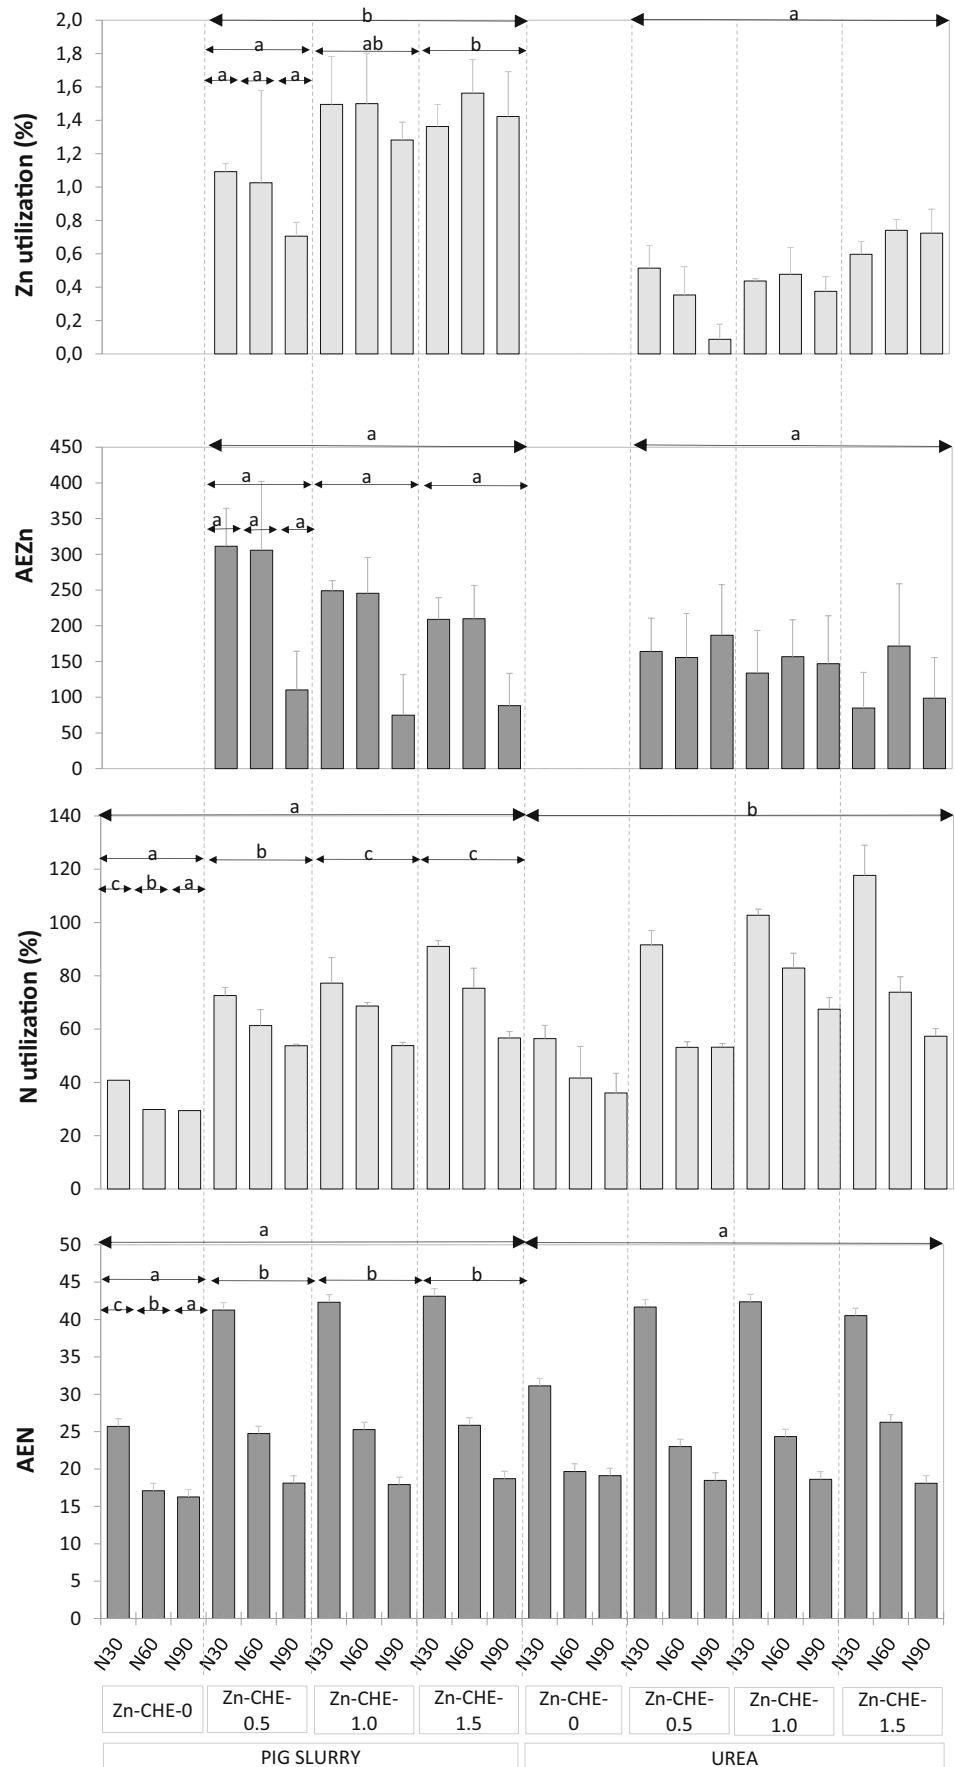 b
a
2,0
1,8
1,6
1,4
1,2
1,0
0,8
0,6
0,4
0,2
0,0
Zn utilization (%)
a
ab
b
a a a
a
a
450
400
350
300
250
200
150
100
50
0
AEZn
a
a
a
a a a
a
b
140
120
100
80
60
40
20
0
N utilization (%)
a
b
c
c
c b a
a
a
50
45
40
35
30
25
20
15
10
5
0
AEN
a
b
b
b
c b a
N30 N60 N90 N30 N60 N90 N30 N60 N90 N30 N60 N90 N30 N60 N90 N30 N60 N90 N30 N60 N90 N30 N60 N90
Zn-CHE-0
Zn-CHE-
0.5
Zn-CHE-
1.0
Zn-CHE-
1.5
Zn-CHE-
0
Zn-CHE-
0.5
Zn-CHE-
1.0
Zn-CHE-
1.5
PIG SLURRY
UREA